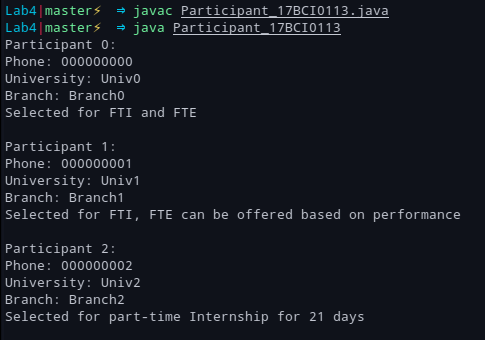 Lab4|master⚡ ⇒ javac Participant_17BCI0113.java
Lab4|master⚡ ⇒ java Participant_17BCI0113
Participant 0:
Phone: 000000000
University: Univ0
Branch: Branch0
Selected for FTI and FTE
Participant 1:
Phone: 000000001
University: Univ1
Branch: Branch1
Selected for FTI, FTE can be offered based on performance
Participant 2:
Phone: 000000002
University: Univ2
Branch: Branch2
Selected for part-time Internship for 21 days